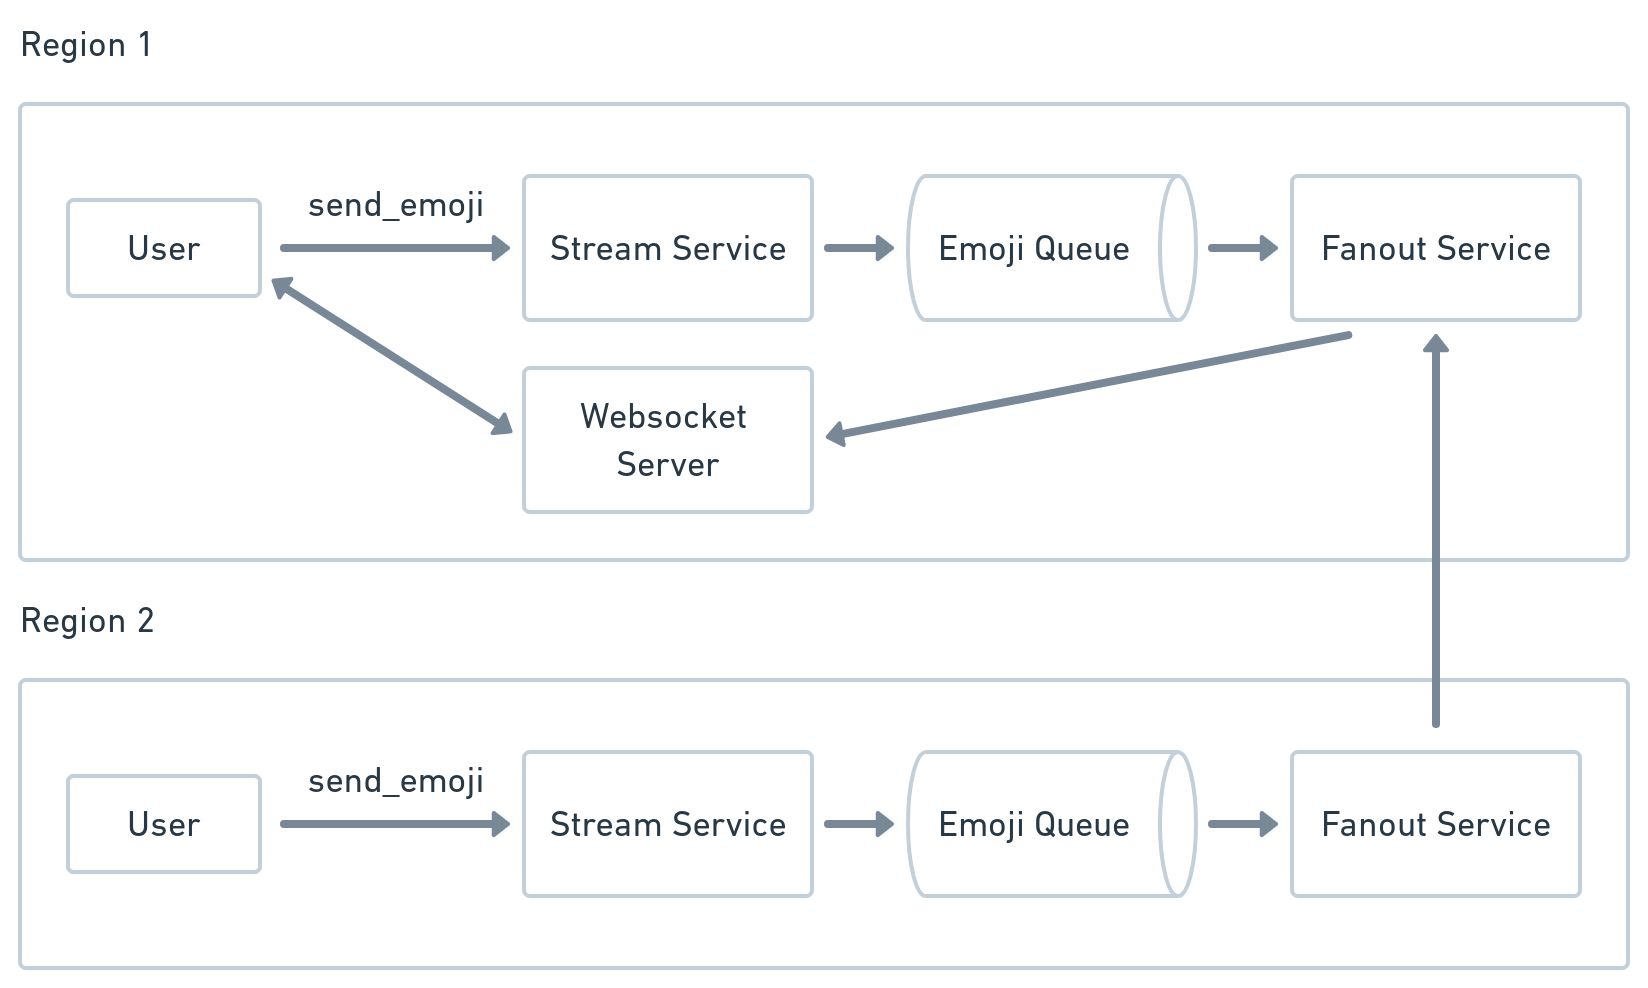 Region 1
send_emoji
User
Stream Service
Emoji Queue
Fanout Service
Websocket
Server
Region 2
send_emoji
User
Stream Service
Emoji Queue
Fanout Service